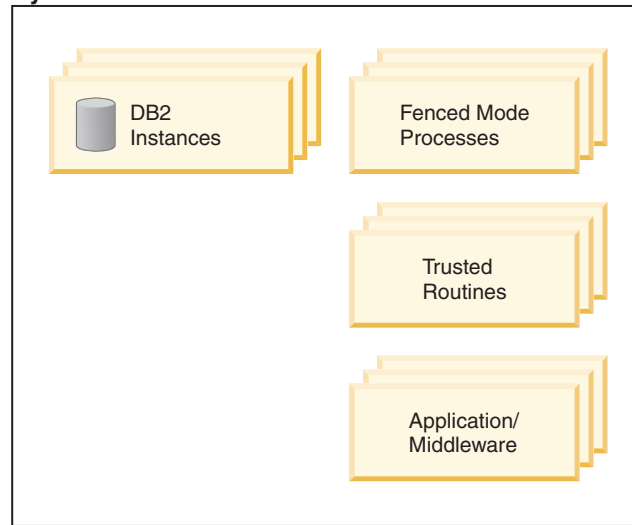 DB2
Instances
Fenced Mode
Processes
Trusted
Routines
Application/
Middleware